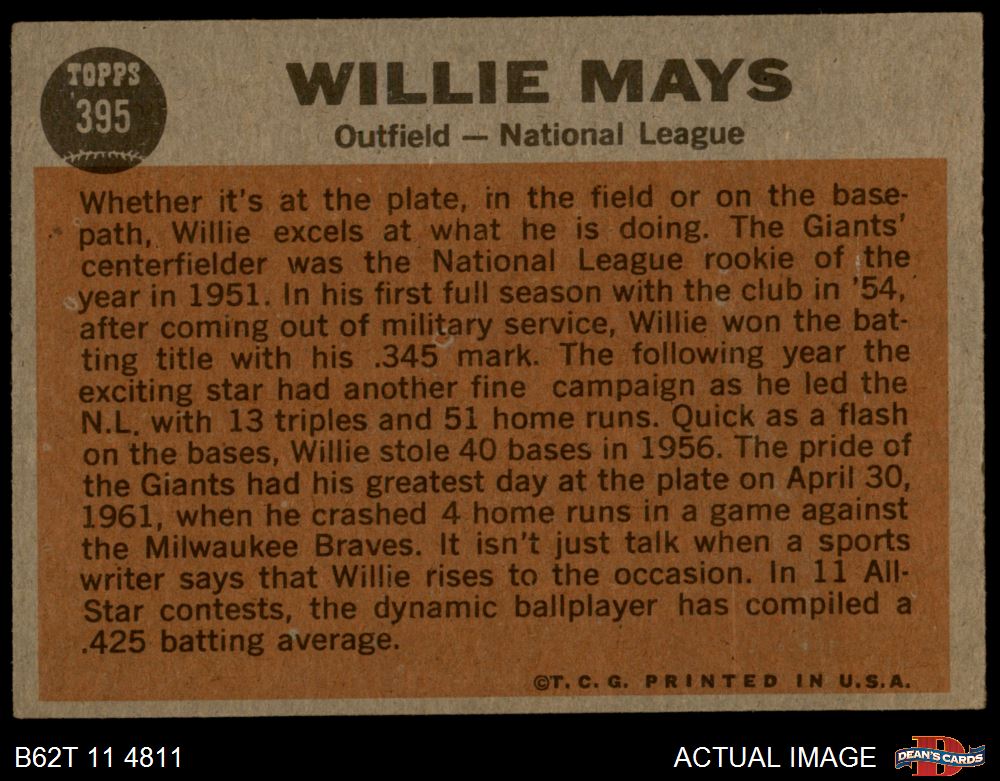 TOPPS
395
WILLIE MAYS
Outfield — National League
Whether it's at the plate, in the field or on the base-
path, Willie excels at what he is doing. The Giants'
centerfielder was the National League rookie of the
year in 1951. In his first full season with the club in '54,
after coming out of military service, Willie won the bat-
ting title with his .345 mark. The following year the
exciting star had another fine campaign as he led the
N.L. with 13 triples and 51 home runs. Quick as a flash
on the bases, Willie stole 40 bases in 1956. The pride of
the Giants had his greatest day at the plate on April 30,
1961, when he crashed 4 home runs in a game against
the Milwaukee Braves. It isn't just talk when a sports
writer says that Willie rises to the occasion. In 11 All-
Star contests, the dynamic ballplayer has compiled a
.425 batting average.
©T. C. G. PRINTED IN U.S.A.
B62T 11 4811
ACTUAL IMAGE
D
DEAN'S CARDS